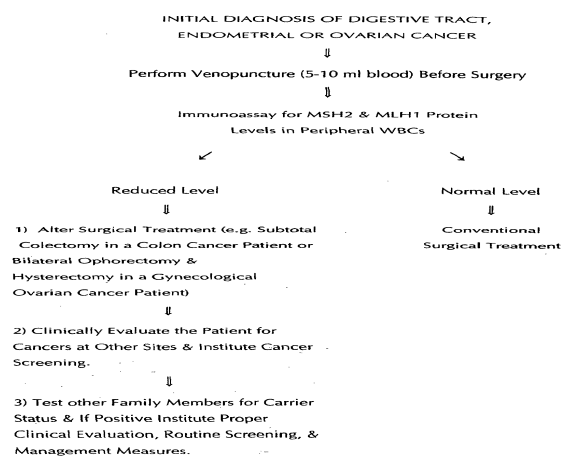 INITIAL DIAGNOSIS OF DIGESTIVE TRACT,
ENDOMETRIAL OR OVARIAN CANCER
⇓
Perform Venopuncture (5-10 ml blood) Before Surgery
⇓
Immunoassay for MSH2 & MLH1 Protein
Levels in Peripheral WBCs
↙ ↘
Reduced Level
⇓
1) Alter Surgical Treatment (e.g. Subtotal
Colectomy in a Colon Cancer Patient or
Bilateral Ophorectomy &
Hysterectomy in a Gynecological
Ovarian Cancer Patient)
⇓
2) Clinically Evaluate the Patient for
Cancers at Other Sites & Institute Cancer
Screening.
⇓
3) Test other Family Members for Carrier
Status & If Positive Institute Proper
Clinical Evaluation, Routine Screening, &
Management Measures.
Normal Level
⇓
Conventional
Surgical Treatment